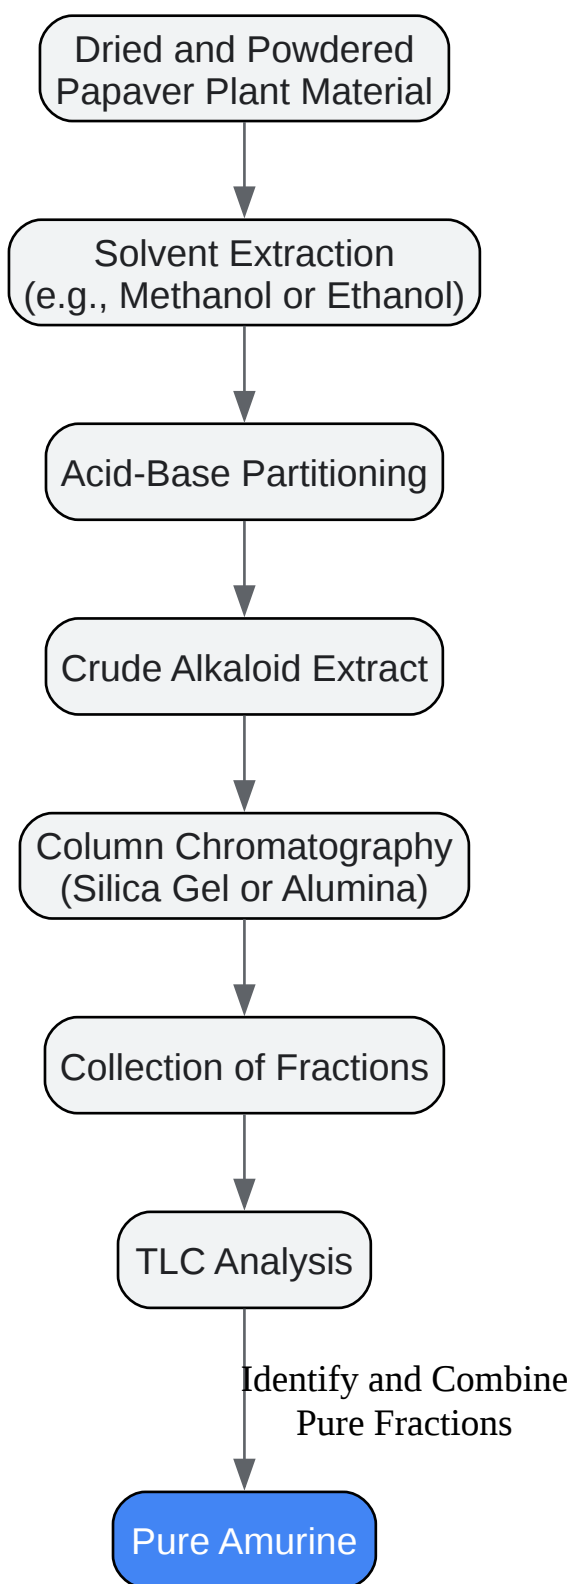 Dried and Powdered
Papaver Plant Material
Solvent Extraction
(e.g., Methanol or Ethanol)
Acid-Base Partitioning
Crude Alkaloid Extract
Column Chromatography
(Silica Gel or Alumina)
Collection of Fractions
TLC Analysis
Identify and Combine
Pure Fractions
Pure Amurine